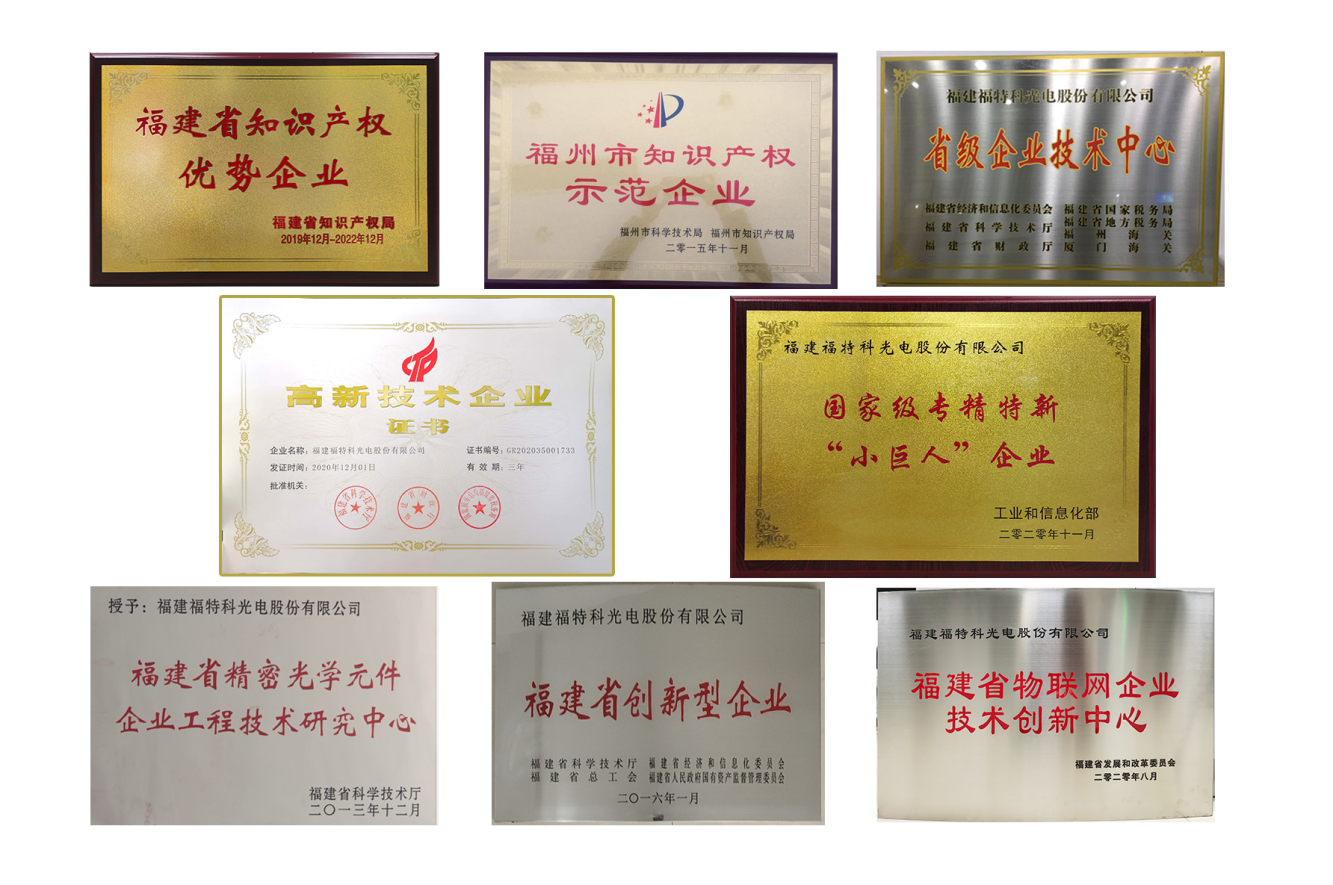 福建省知识产权
优势企业
福建省知识产权局
2019年12月-2022年12月
福州市知识产权
示范企业
福州市科学技术局 福州市知识产权局
二零一五年十一月
福建福特科光电股份有限公司
省级企业技术中心
福建省经济和信息化委员会 福建省国家税务局
福建省科学技术厅 福建省地方税务局
福建省财政厅 福州海关
厦门海关
高新技术企业
证书
企业名称：福建福特科光电股份有限公司 证书编号：GR202035001733
发证时间：2020年12月01日 有效期：三年
批准机关：
福建省科学技术厅
福建省财政厅
福建福特科光电股份有限公司
国家级专精特新
“小巨人”企业
工业和信息化部
二零二零年十一月
授予：福建福特科光电股份有限公司
福建省精密光学元件
企业工程技术研究中心
福建省科学技术厅
二〇一三年十二月
福建福特科光电股份有限公司
福建省创新型企业
福建省科学技术厅 福建省经济和信息化委员会
福建省总工会 福建省人民政府国有资产监督管理委员会
二〇一六年一月
福建福特科光电股份有限公司
福建省物联网企业
技术创新中心
福建省发展和改革委员会
二零二零年八月